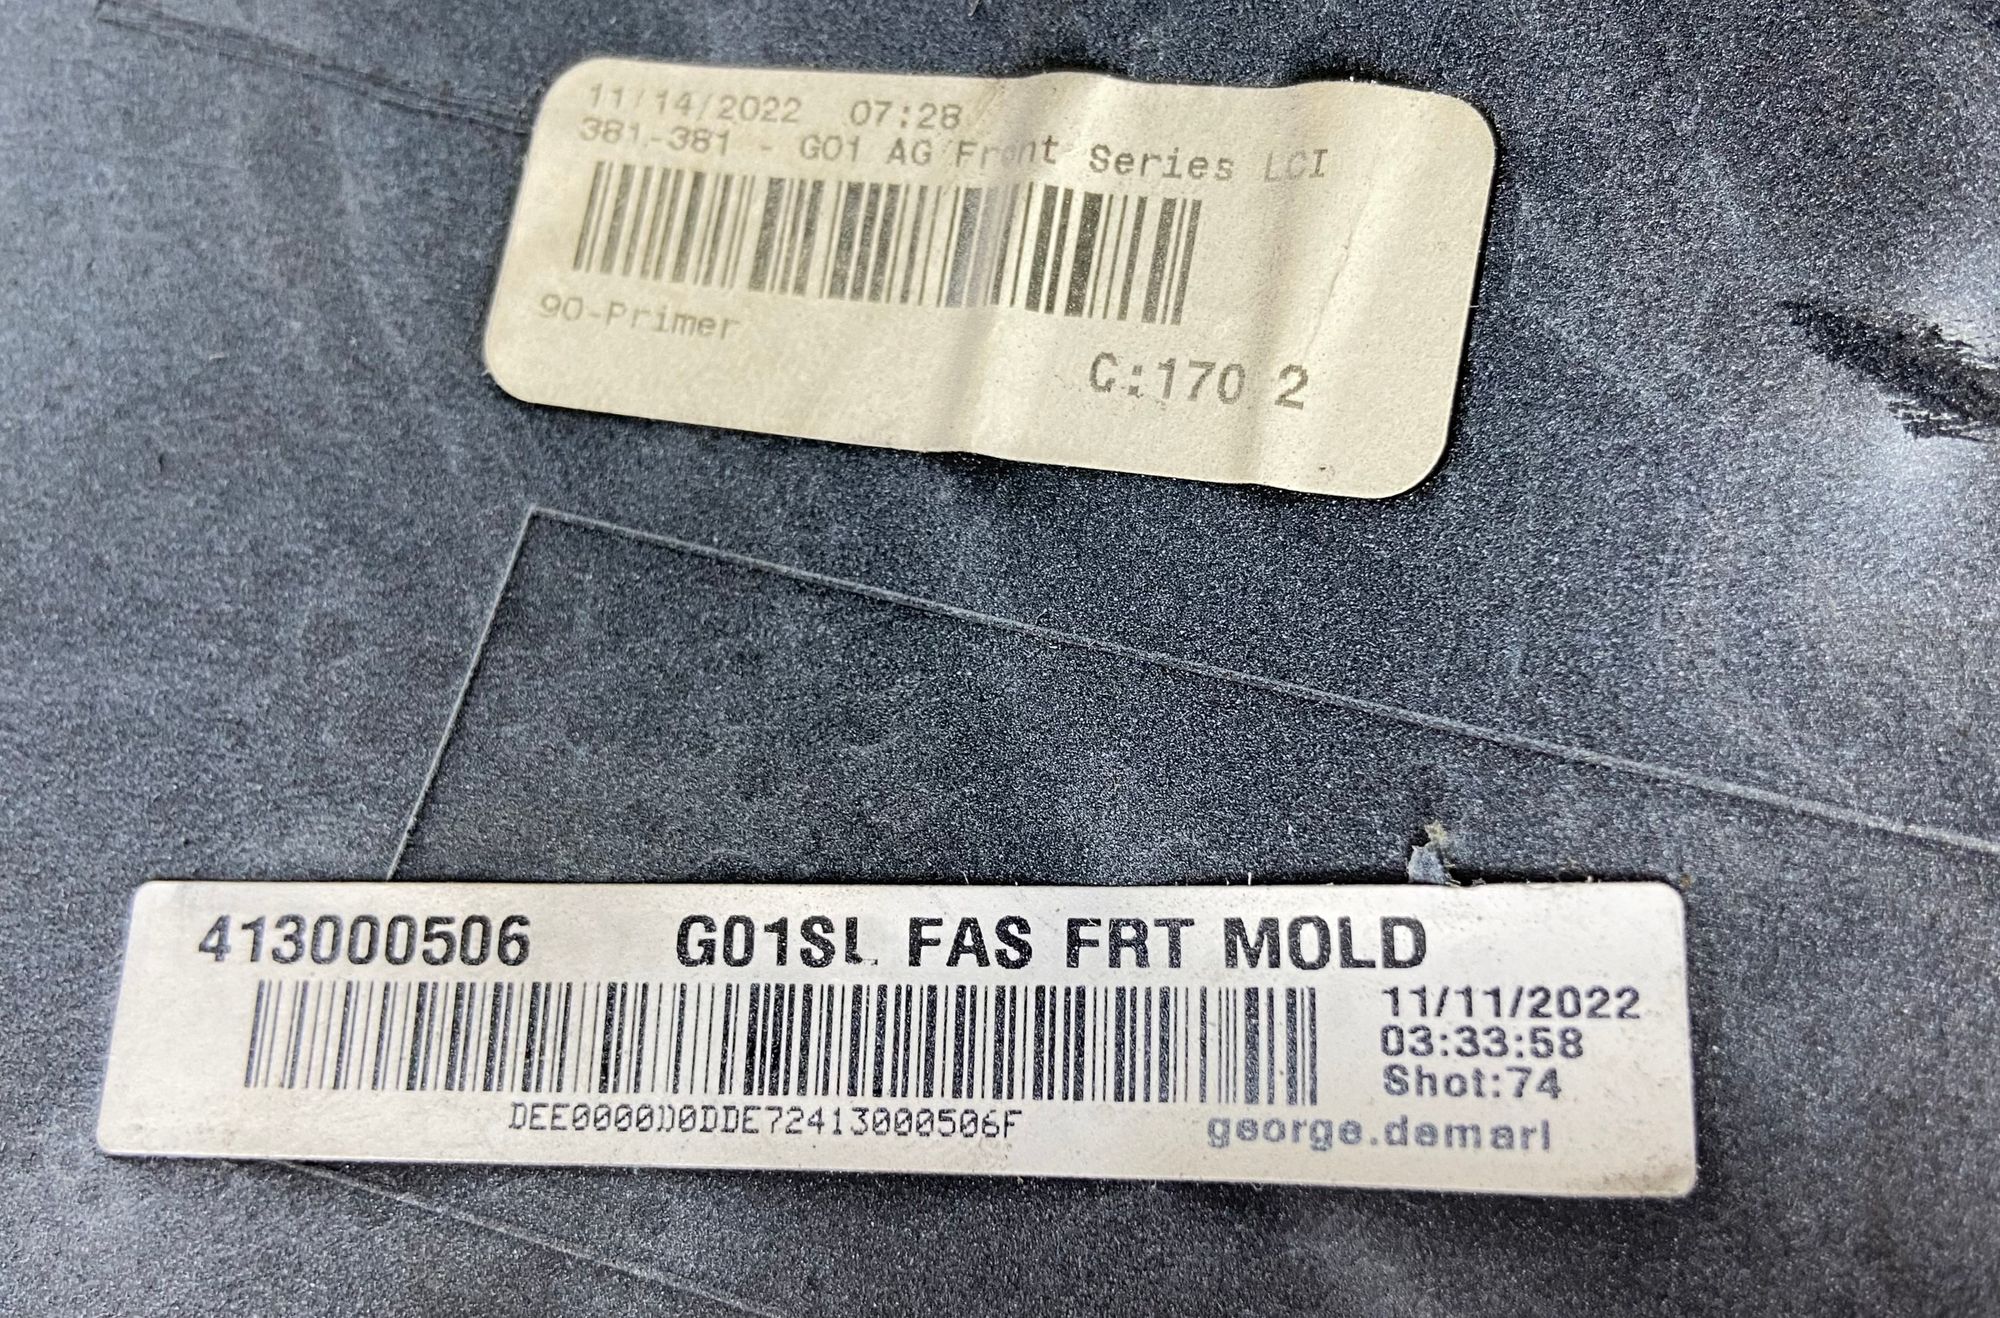 11/14/2022 07:28
381-381 - G01 AG Front Series LCI
90-Primer
C:170 2
413000506 G01SL FAS FRT MOLD
11/11/2022
03:33:58
Shot:74
DEE0000D0DDE72413000506F
george.demarl